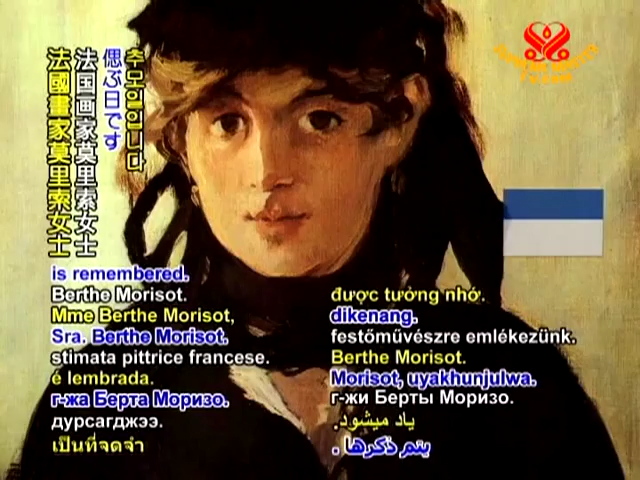 추모일입니다
偲ぶ日です
法国画家莫里索女士
法國畫家莫里索女士
is remembered.
Berthe Morisot.
Mme Berthe Morisot,
Sra. Berthe Morisot.
stimata pittrice francese.
é lembrada.
г-жа Берта Моризо.
дурсагджээ.
เป็นที่จดจำ
được tưởng nhớ.
dikenang.
festőművészre emlékezünk.
Berthe Morisot.
Morisot, uyakhunjulwa.
г-жи Берты Моризо.
یاد میشود.
يتم ذكرها .